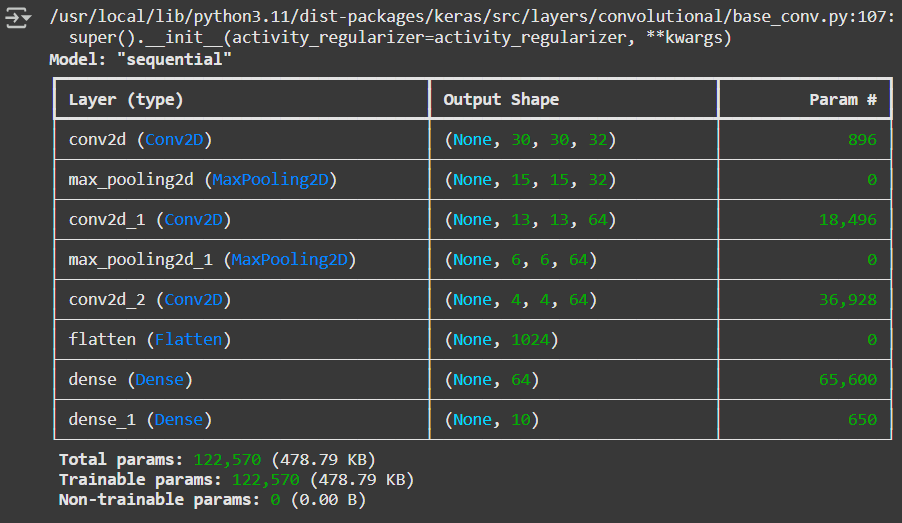 /usr/local/lib/python3.11/dist-packages/keras/src/layers/convolutional/base_conv.py:107:
super().__init__(activity_regularizer=activity_regularizer, **kwargs)
Model: "sequential"
Layer (type) Output Shape Param #
conv2d (Conv2D) (None, 30, 30, 32) 896
max_pooling2d (MaxPooling2D) (None, 15, 15, 32) 0
conv2d_1 (Conv2D) (None, 13, 13, 64) 18,496
max_pooling2d_1 (MaxPooling2D) (None, 6, 6, 64) 0
conv2d_2 (Conv2D) (None, 4, 4, 64) 36,928
flatten (Flatten) (None, 1024) 0
dense (Dense) (None, 64) 65,600
dense_1 (Dense) (None, 10) 650
Total params: 122,570 (478.79 KB)
Trainable params: 122,570 (478.79 KB)
Non-trainable params: 0 (0.00 B)